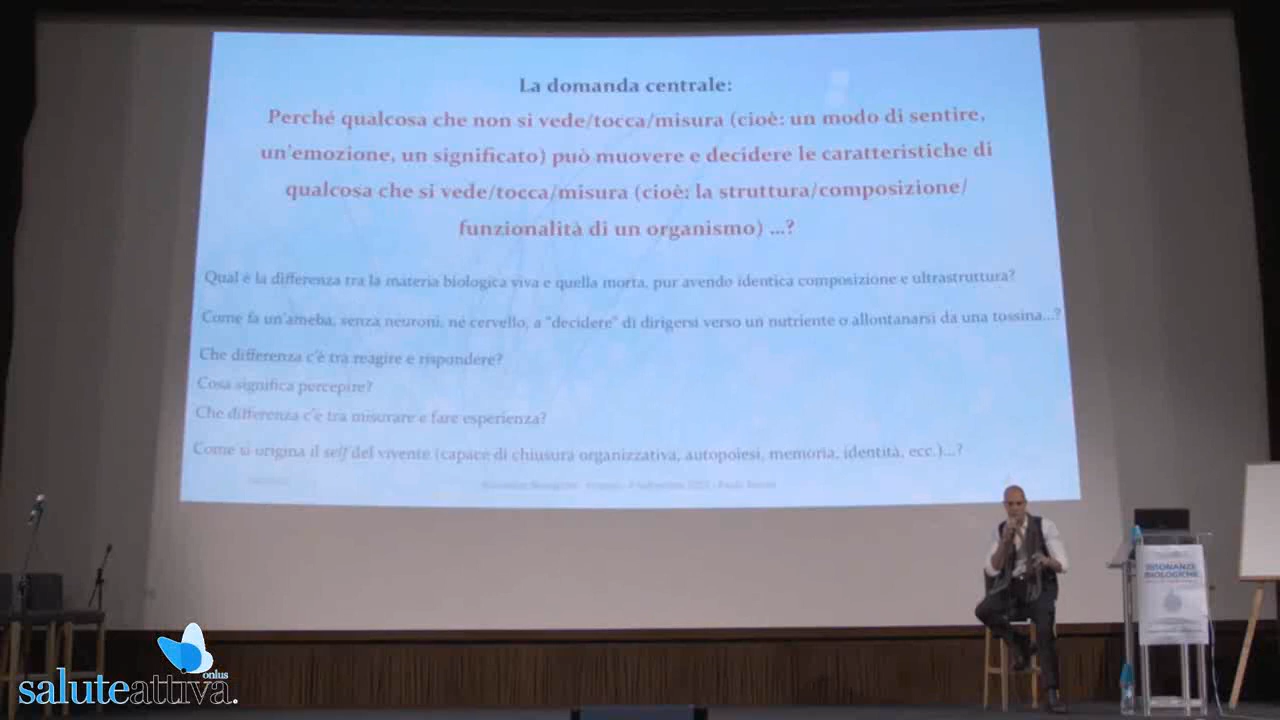 La domanda centrale:
Perché qualcosa che non si vede/tocca/misura (cioè: un modo di sentire,
un'emozione, un significato) può muovere e decidere le caratteristiche di
qualcosa che si vede/tocca/misura (cioè: la struttura/composizione/
funzionalità di un organismo) ...?
Qual è la differenza tra la materia biologica viva e quella morta, pur avendo identica composizione e ultrastruttura?
Come fa un'ameba, senza neuroni, né cervello, a "decidere" di dirigersi verso un nutriente o allontanarsi da una tossina...?
Che differenza c'è tra reagire e rispondere?
Cosa significa percepire?
Che differenza c'è tra misurare e fare esperienza?
Come si origina il self del vivente (capace di chiusura organizzativa, autopoiesi, memoria, identità, ecc.)...?
RISONANZE
BIOLOGICHE
onlus
saluteattiva.